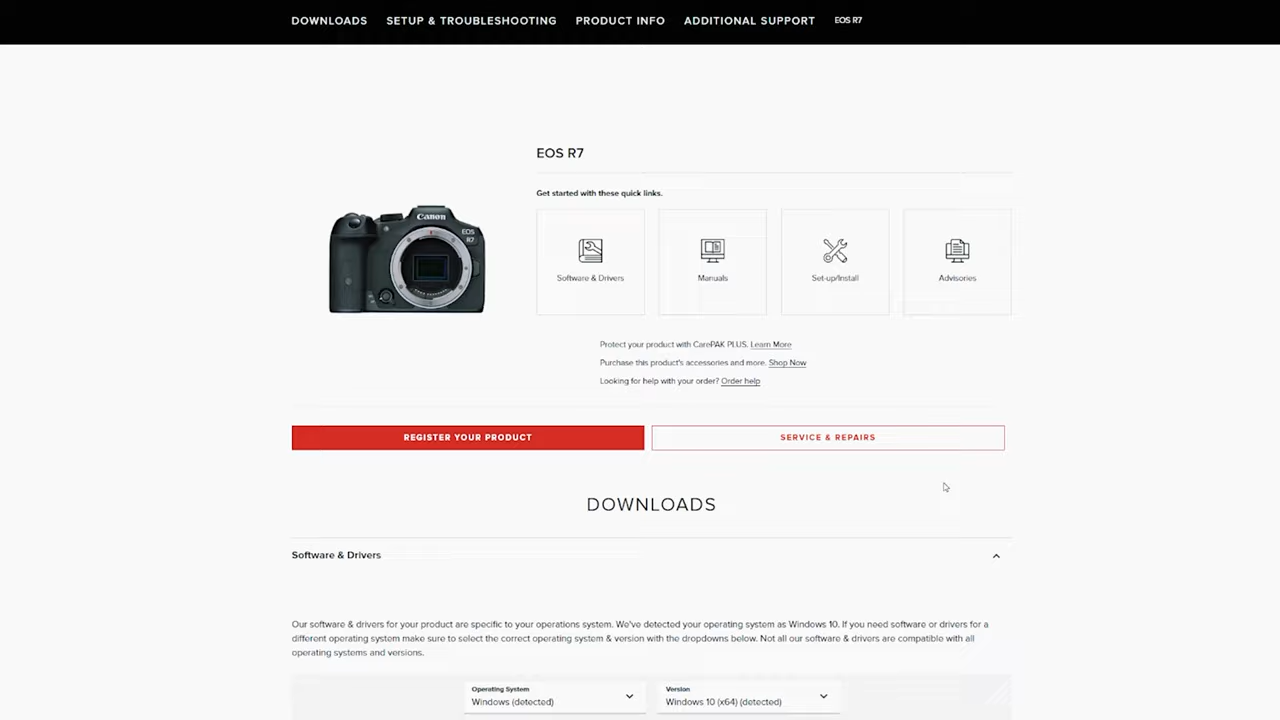 DOWNLOADS SETUP & TROUBLESHOOTING PRODUCT INFO ADDITIONAL SUPPORT EOS R7
EOS R7
Get started with these quick links.
Canon
EOS
R7
Software & Drivers Manuals Set-up/Install Advisories
Protect your product with CarePAK PLUS. Learn More
Purchase this product's accessories and more. Shop Now
Looking for help with your order? Order help
REGISTER YOUR PRODUCT SERVICE & REPAIRS
DOWNLOADS
Software & Drivers
Our software & drivers for your product are specific to your operations system. We've detected your operating system as Windows 10. If you need software or drivers for a
different operating system make sure to select the correct operating system & version with the dropdowns below. Not all our software & drivers are compatible with all
operating systems and versions.
Operating System Version
Windows (detected) Windows 10 (x64) (detected)